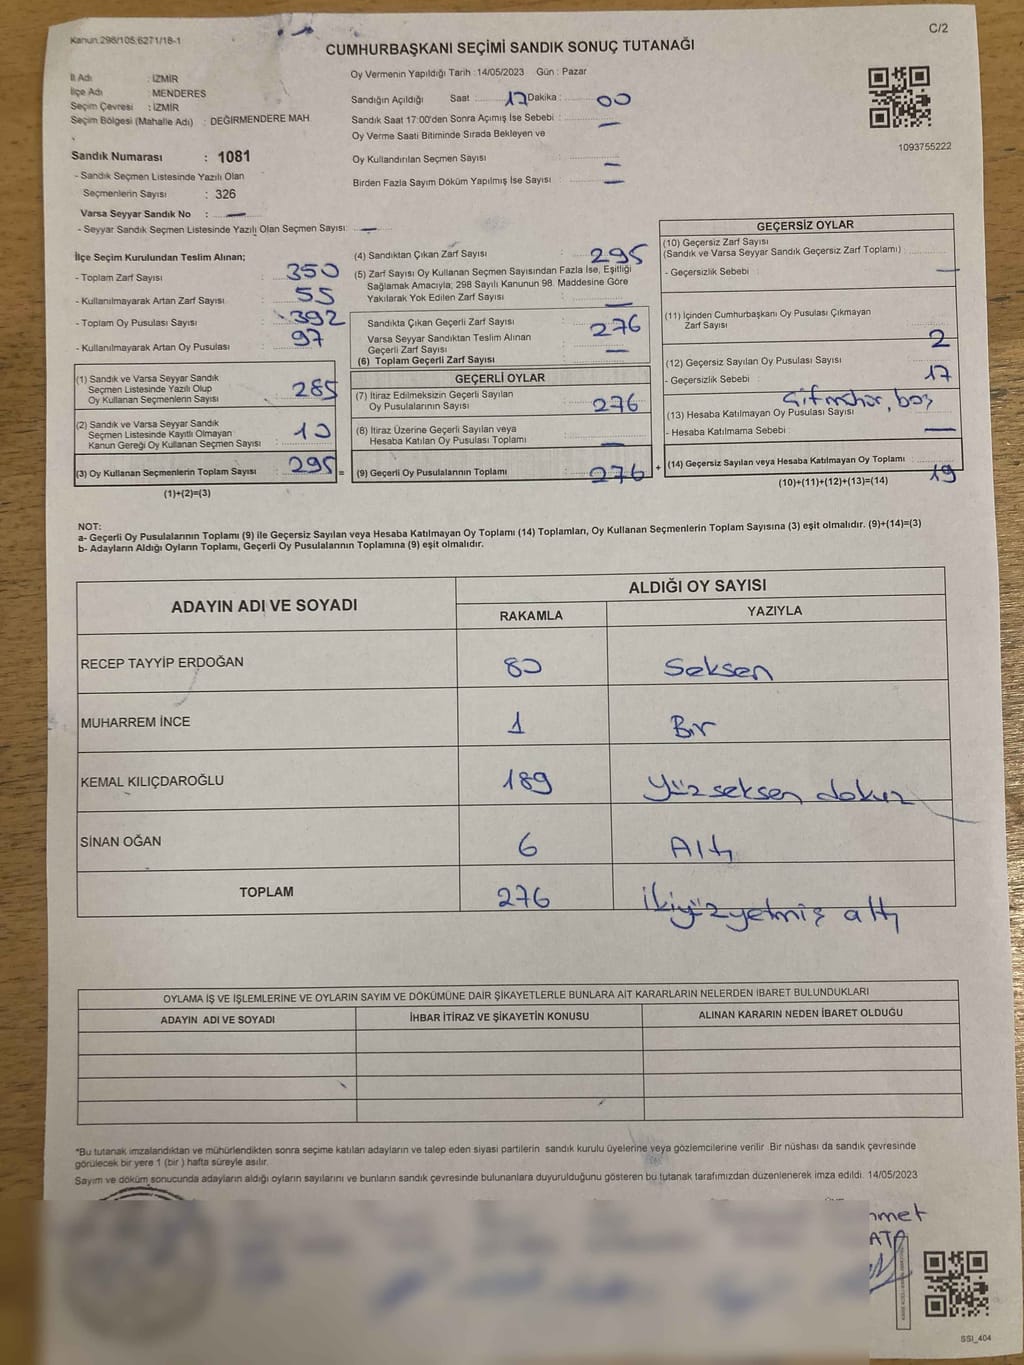 Kanun:298/105;6271/18-1
C/2
CUMHURBAŞKANI SEÇİMİ SANDIK SONUÇ TUTANAĞI
İl Adı : İZMİR
İlçe Adı : MENDERES
Seçim Çevresi : İZMİR
Seçim Bölgesi (Mahalle Adı) : DEĞİRMENDERE MAH.
Oy Vermenin Yapıldığı Tarih : 14/05/2023 Gün : Pazar
Sandığın Açıldığı Saat : 17 Dakika : 00
Sandık Saat 17:00'den Sonra Açılmış İse Sebebi : —
Oy Verme Saati Bitiminde Sırada Bekleyen ve
Oy Kullandırılan Seçmen Sayısı —
Birden Fazla Sayım Döküm Yapılmış İse Sayısı : —
1093755222
Sandık Numarası : 1081
- Sandık Seçmen Listesinde Yazılı Olan
Seçmenlerin Sayısı : 326
Varsa Seyyar Sandık No : —
- Seyyar Sandık Seçmen Listesinde Yazılı Olan Seçmen Sayısı: —
İlçe Seçim Kurulundan Teslim Alınan;
- Toplam Zarf Sayısı : 350
- Kullanılmayarak Artan Zarf Sayısı : 55
- Toplam Oy Pusulası Sayısı : 392
- Kullanılmayarak Artan Oy Pusulası : 97
(1) Sandık ve Varsa Seyyar Sandık
Seçmen Listesinde Yazılı Olup
Oy Kullanan Seçmenlerin Sayısı : 285
(2) Sandık ve Varsa Seyyar Sandık
Seçmen Listesinde Kayıtlı Olmayan
Kanun Gereği Oy Kullanan Seçmen Sayısı : 10
(3) Oy Kullanan Seçmenlerin Toplam Sayısı : 295 =
(1)+(2)=(3)
(4) Sandıktan Çıkan Zarf Sayısı : 295
(5) Zarf Sayısı Oy Kullanan Seçmen Sayısından Fazla İse, Eşitliği
Sağlamak Amacıyla, 298 Sayılı Kanunun 98. Maddesine Göre
Yakılarak Yok Edilen Zarf Sayısı : —
Sandıkta Çıkan Geçerli Zarf Sayısı : 276
Varsa Seyyar Sandıktan Teslim Alınan
Geçerli Zarf Sayısı : —
(6) Toplam Geçerli Zarf Sayısı
GEÇERLİ OYLAR
(7) İtiraz Edilmeksizin Geçerli Sayılan
Oy Pusulalarının Sayısı : 276
(8) İtiraz Üzerine Geçerli Sayılan veya
Hesaba Katılan Oy Pusulası Toplamı : —
(9) Geçerli Oy Pusulalarının Toplamı : 276 +
GEÇERSİZ OYLAR
(10) Geçersiz Zarf Sayısı
(Sandık ve Varsa Seyyar Sandık Geçersiz Zarf Toplamı) :
- Geçersizlik Sebebi : —
(11) İçinden Cumhurbaşkanı Oy Pusulası Çıkmayan
Zarf Sayısı 2
(12) Geçersiz Sayılan Oy Pusulası Sayısı : 17
- Geçersizlik Sebebi : boş
(13) Hesaba Katılmayan Oy Pusulası Sayısı
- Hesaba Katılmama Sebebi : —
(14) Geçersiz Sayılan veya Hesaba Katılmayan Oy Toplamı : 19
(10)+(11)+(12)+(13)=(14)
NOT:
a- Geçerli Oy Pusulalarının Toplamı (9) ile Geçersiz Sayılan veya Hesaba Katılmayan Oy Toplamı (14) Toplamları, Oy Kullanan Seçmenlerin Toplam Sayısına (3) eşit olmalıdır. (9)+(14)=(3)
b- Adayların Aldığı Oyların Toplamı, Geçerli Oy Pusulalarının Toplamına (9) eşit olmalıdır.
ADAYIN ADI VE SOYADI ALDIĞI OY SAYISI
RAKAMLA YAZIYLA
RECEP TAYYİP ERDOĞAN 80 Seksen
MUHARREM İNCE 1 Bir
KEMAL KILIÇDAROĞLU 189 Yüz seksen dokuz
SİNAN OĞAN 6 Altı
TOPLAM 276 ikiyüzyetmiş altı
OYLAMA İŞ VE İŞLEMLERİNE VE OYLARIN SAYIM VE DÖKÜMÜNE DAİR ŞİKAYETLERLE BUNLARA AİT KARARLARIN NELERDEN İBARET BULUNDUKLARI
ADAYIN ADI VE SOYADI İHBAR İTİRAZ VE ŞİKAYETİN KONUSU ALINAN KARARIN NEDEN İBARET OLDUĞU
*Bu tutanak imzalandıktan ve mühürlendikten sonra seçime katılan adayların ve talep eden siyasi partilerin sandık kurulu üyelerine veya gözlemcilerine verilir. Bir nüshası da sandık çevresinde
görülecek bir yere 1 (bir) hafta süreyle asılır.
Sayım ve döküm sonucunda adayların aldığı oyların sayılarını ve bunların sandık çevresinde bulunanlara duyurulduğunu gösteren bu tutanak tarafımızdan düzenlenerek imza edildi. 14/05/2023
SSI_404